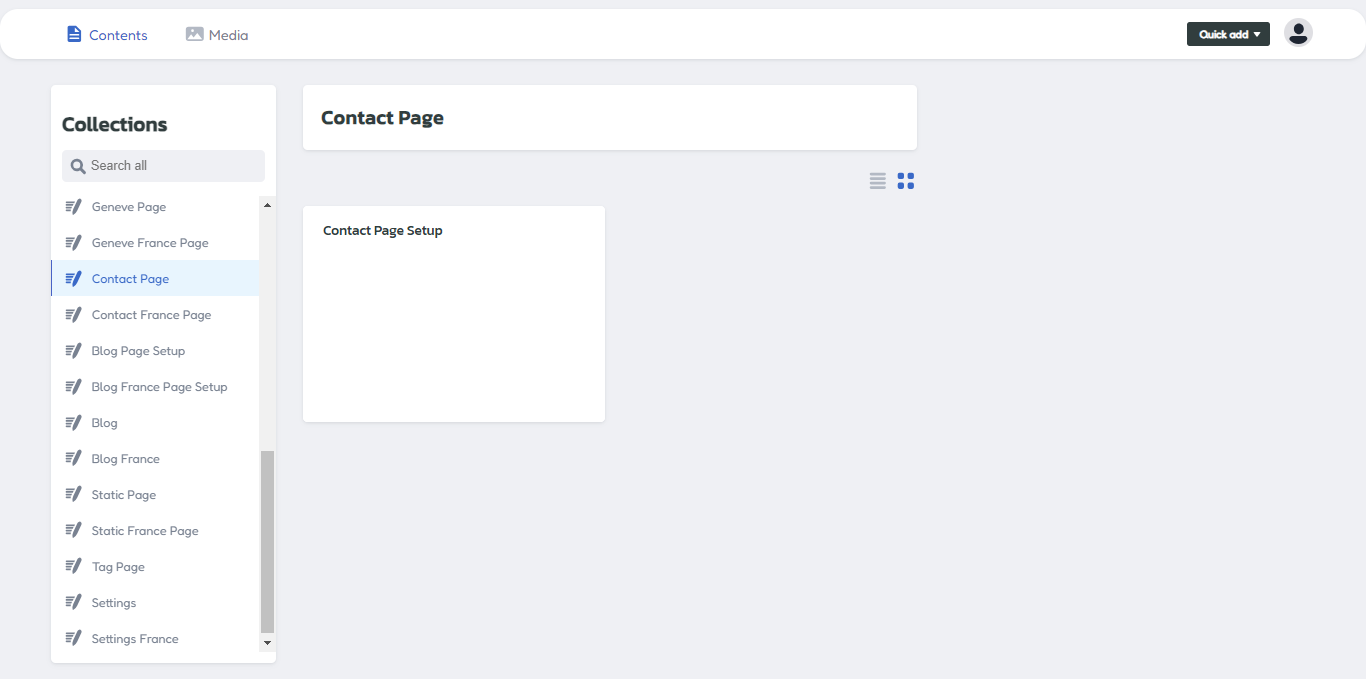 Contents
Media
Quick add
Collections
Search all
Geneve Page
Geneve France Page
Contact Page
Contact France Page
Blog Page Setup
Blog France Page Setup
Blog
Blog France
Static Page
Static France Page
Tag Page
Settings
Settings France
Contact Page
Contact Page Setup